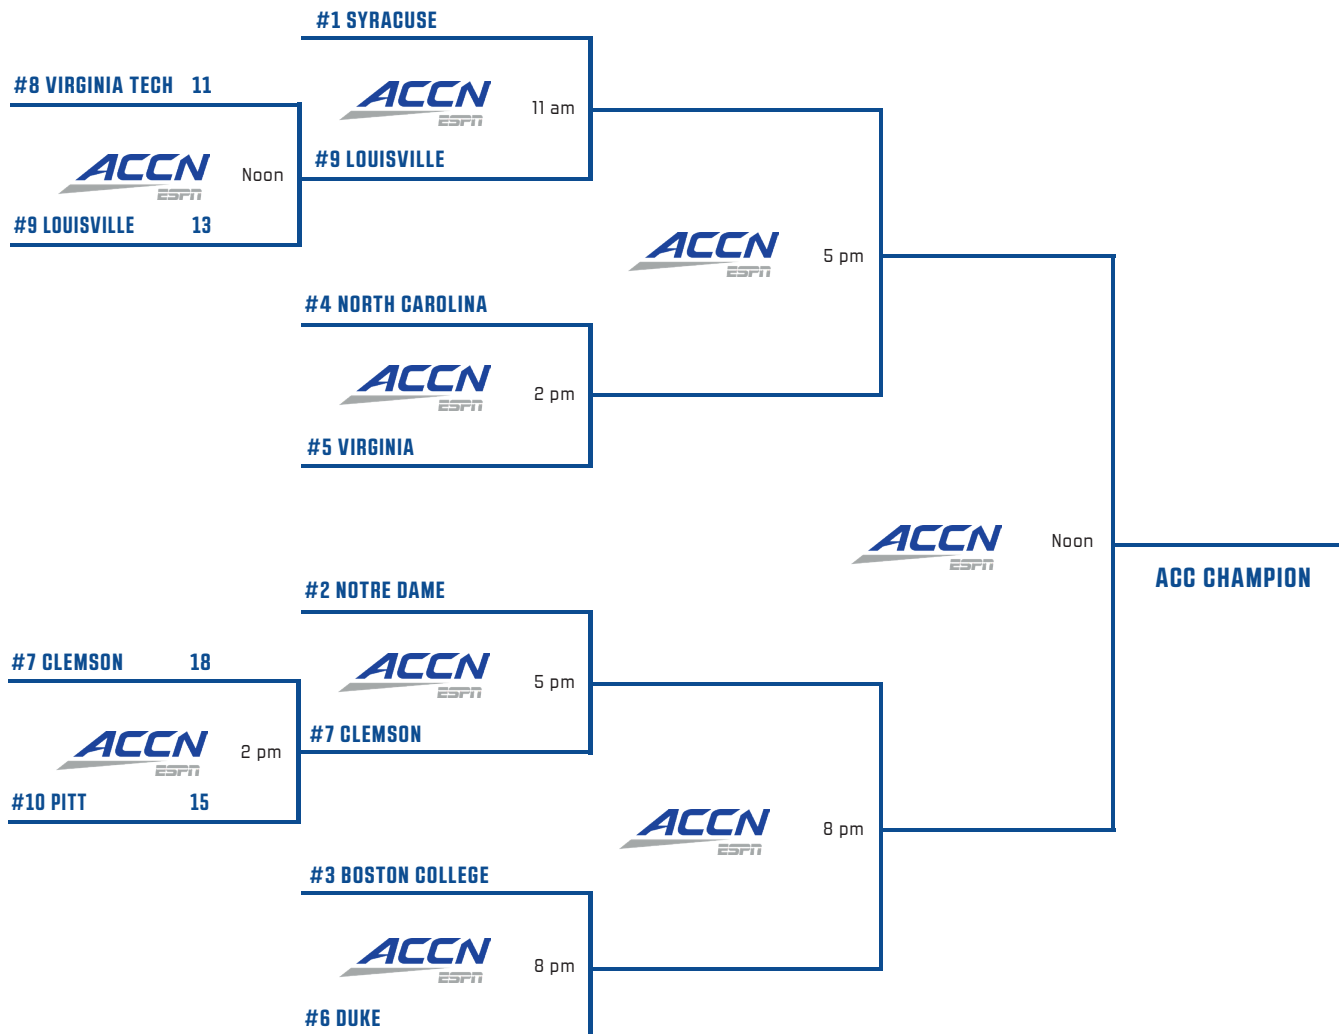 #1 SYRACUSE
#8 VIRGINIA TECH 11
ACCN
ESPN
11 am
#9 LOUISVILLE
ACCN
ESPN
Noon
#9 LOUISVILLE 13
ACCN
ESPN
5 pm
#4 NORTH CAROLINA
ACCN
ESPN
2 pm
#5 VIRGINIA
ACCN
ESPN
Noon
ACC CHAMPION
#2 NOTRE DAME
#7 CLEMSON 18
ACCN
ESPN
5 pm
#7 CLEMSON
ACCN
ESPN
2 pm
#10 PITT 15
ACCN
ESPN
8 pm
#3 BOSTON COLLEGE
ACCN
ESPN
8 pm
#6 DUKE